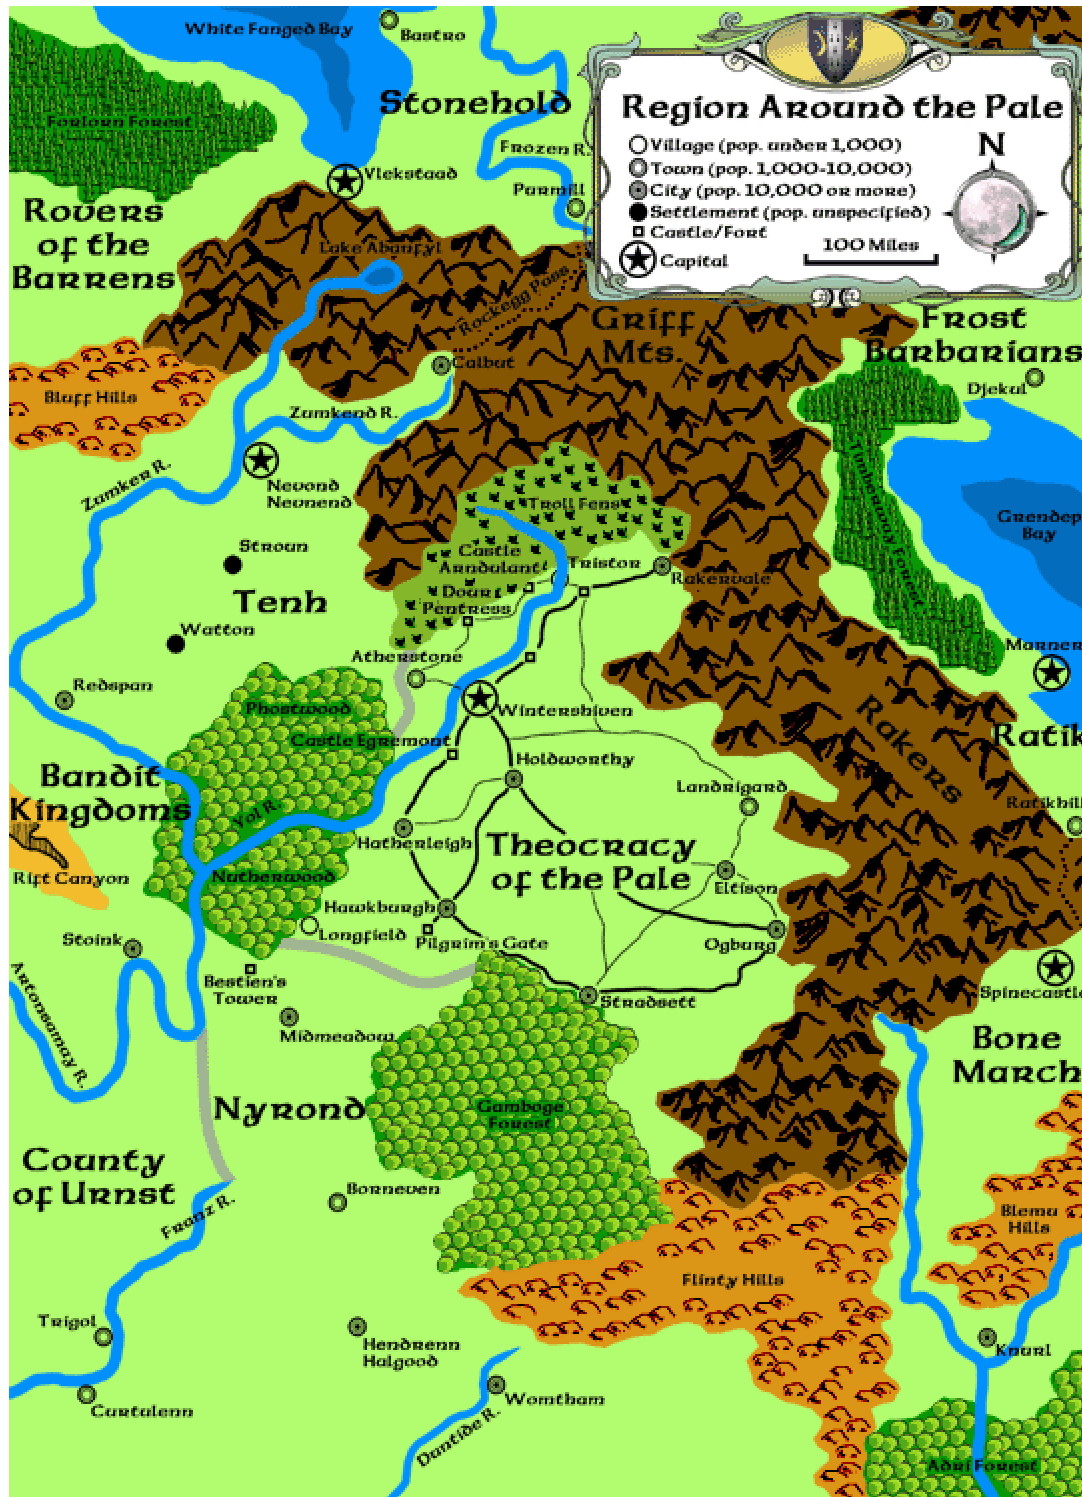 White Fanged Bay
Bastro
Stonehold
Forlorn Forest
Frozen R.
Vlekstaad
Purmill
Region Around the Pale
Village (pop. under 1,000)
Town (pop. 1,000-10,000)
City (pop. 10,000 or more)
Settlement (pop. unspecified)
Castle/Fort
Capital
100 Miles
N
Rovers
of the
Barrens
Lake Abanfyl
Rockegg Pass
Griff
Mts.
Frost
Barbarians
Calbut
Djekul
Bluff Hills
Zumkend R.
Zumker R.
Nevond
Nevnend
Timberway Forest
Troll Fens
Grendep
Bay
Stroun
Castle
Arndulanth
Tristor
Rakervale
Dourt
Pentress
Tenh
Watton
Atherstone
Marner
Redspan
Phostwood
Wintershiven
Castle Egremont
Rakers
Ratik
Holdworthy
Bandit
Kingdoms
Landrigard
Ratikhill
Yol R.
Hatherleigh
Theocracy
of the Pale
Rift Canyon
Nutherwood
Eltison
Hawkburgh
Longfield
Pilgrim's Gate
Ogburg
Stoink
Bestien's
Tower
Stradsett
Spinecastle
Artonsamay R.
Midmeadow
Bone
March
Nyrond
Gamboge
Forest
County
of Urnst
Borneven
Franz R.
Blemu
Hills
Flinty Hills
Trigol
Hendrenn
Halgood
Knurl
Curtulenn
Womtham
Duntide R.
Adri Forest